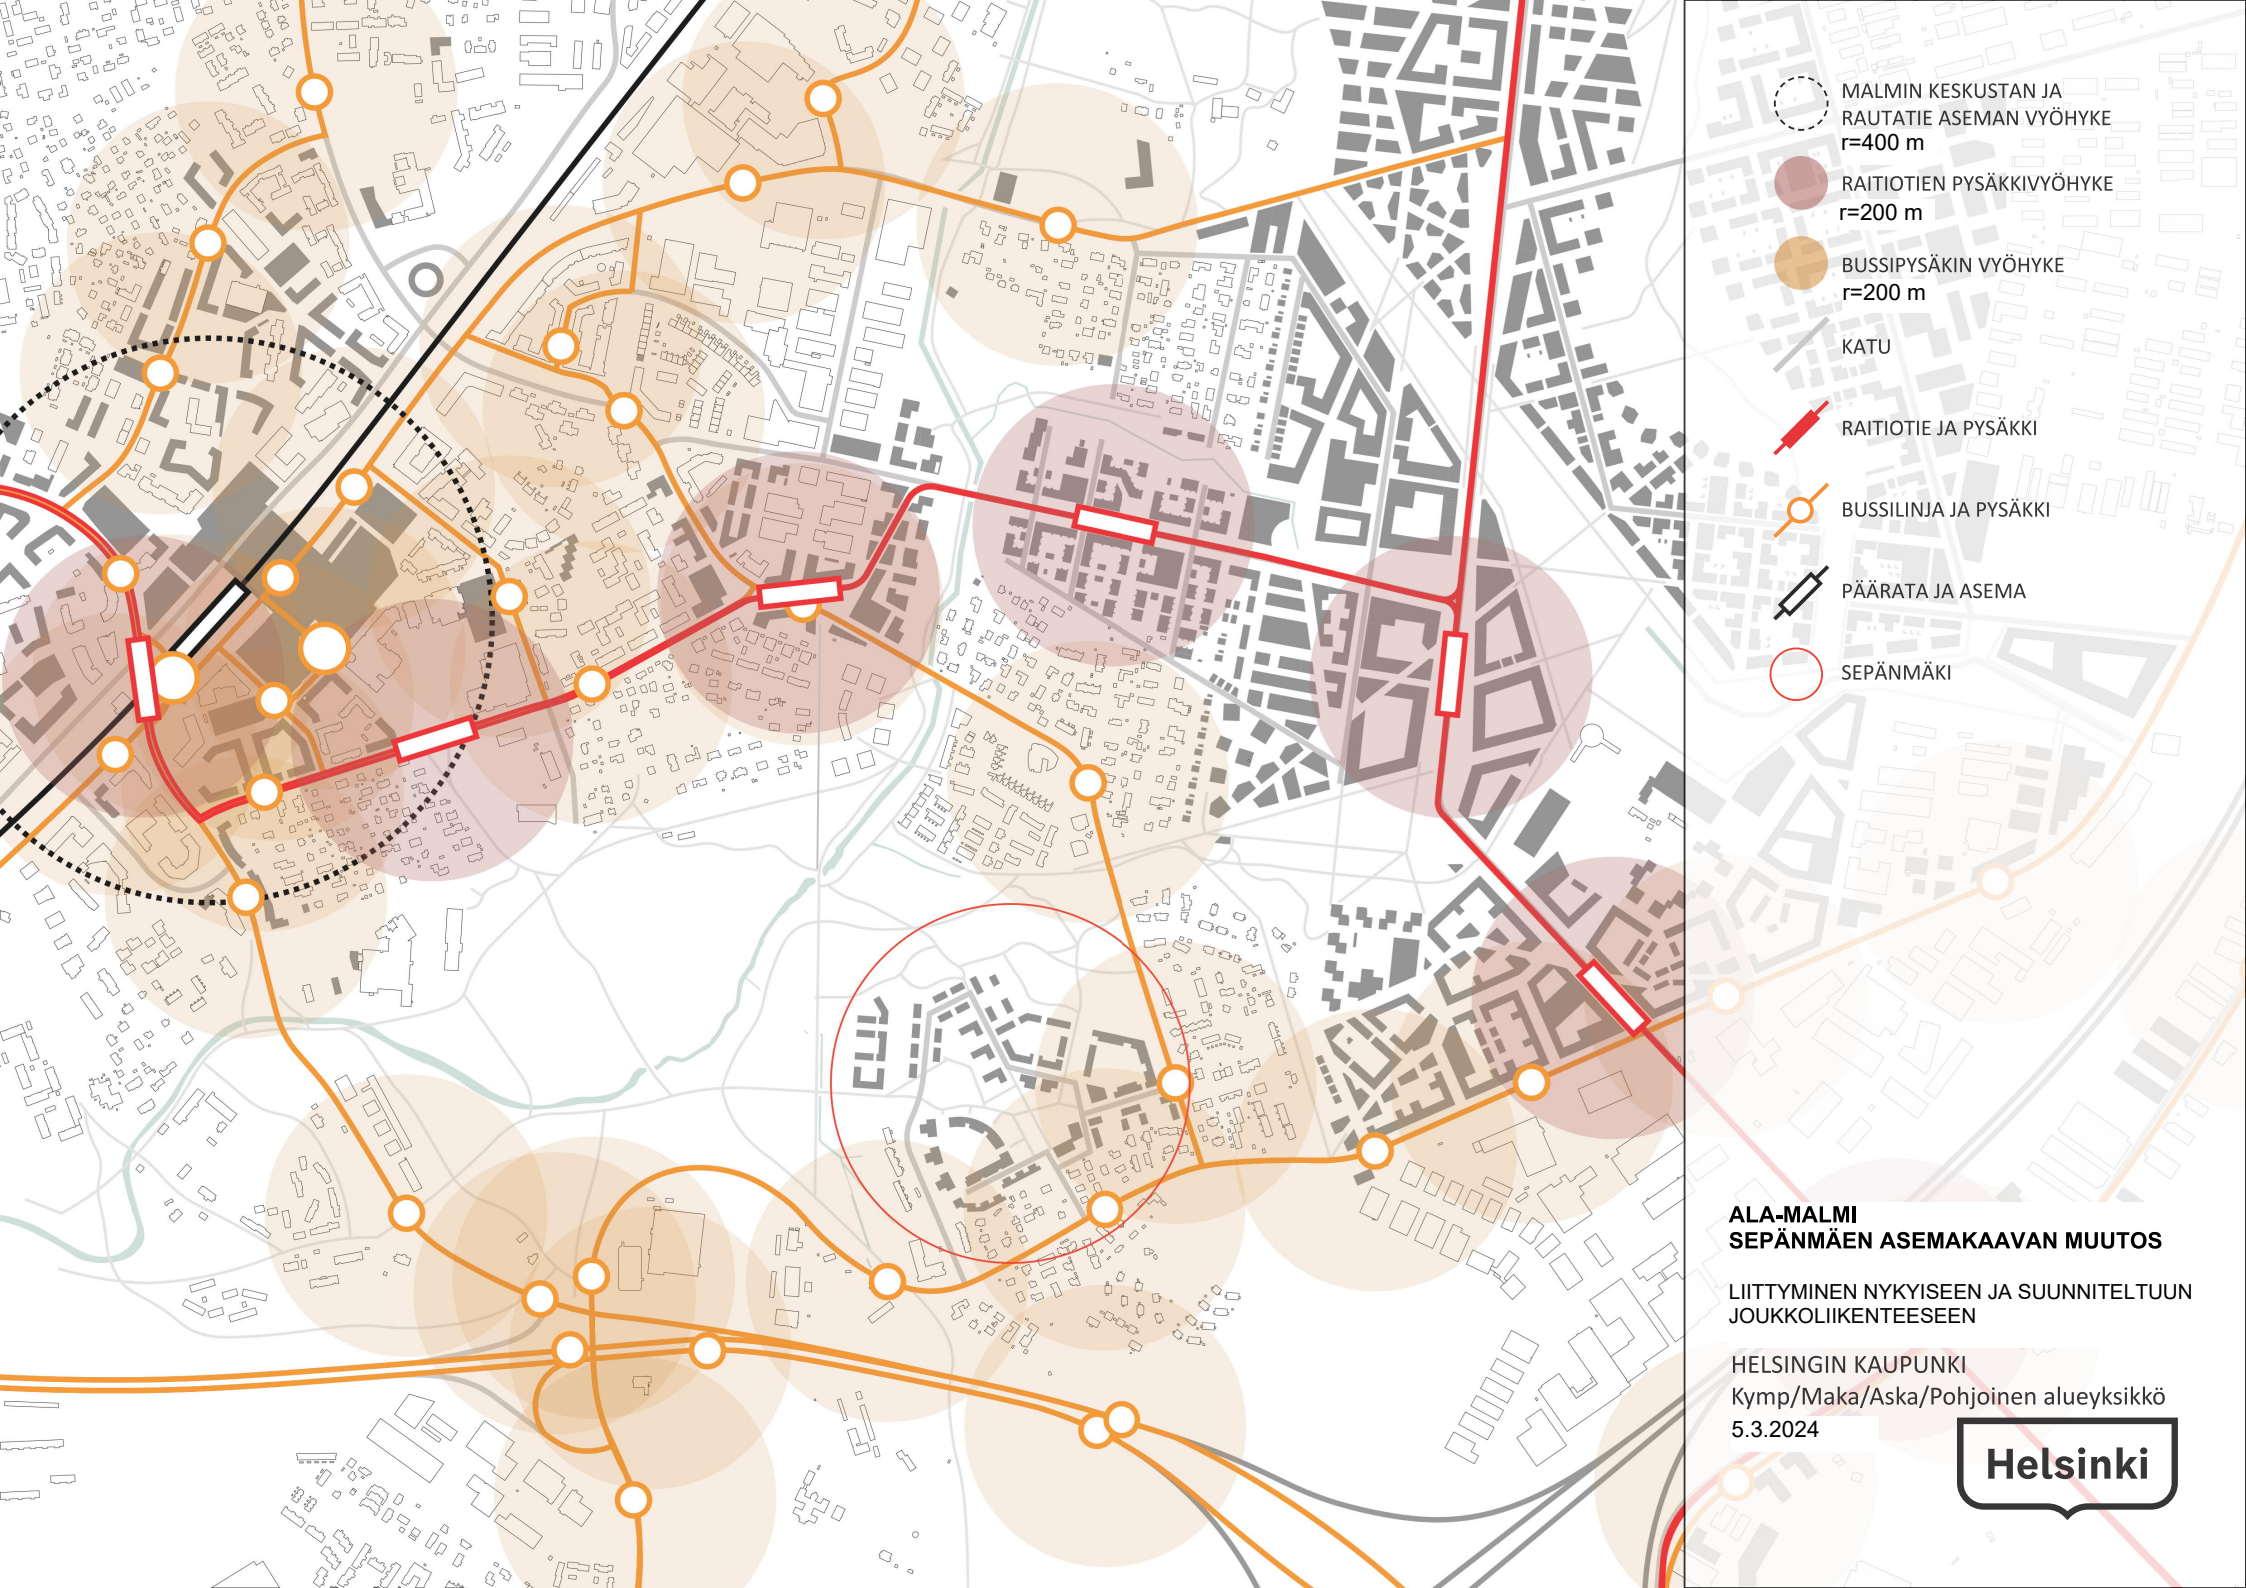 MALMIN KESKUSTAN JA
RAUTATIE ASEMAN VYÖHYKE
r=400 m
RAITIOTIEN PYSÄKKIVYÖHYKE
r=200 m
BUSSIPYSÄKIN VYÖHYKE
r=200 m
KATU
RAITIOTIE JA PYSÄKKI
BUSSILINJA JA PYSÄKKI
PÄÄRATA JA ASEMA
SEPÄNMÄKI
ALA-MALMI
SEPÄNMÄEN ASEMAKAAVAN MUUTOS
LIITTYMINEN NYKYISEEN JA SUUNNITELTUUN
JOUKKOLIIKENTEESEEN
HELSINGIN KAUPUNKI
Kymp/Maka/Aska/Pohjoinen alueyksikkö
5.3.2024
Helsinki